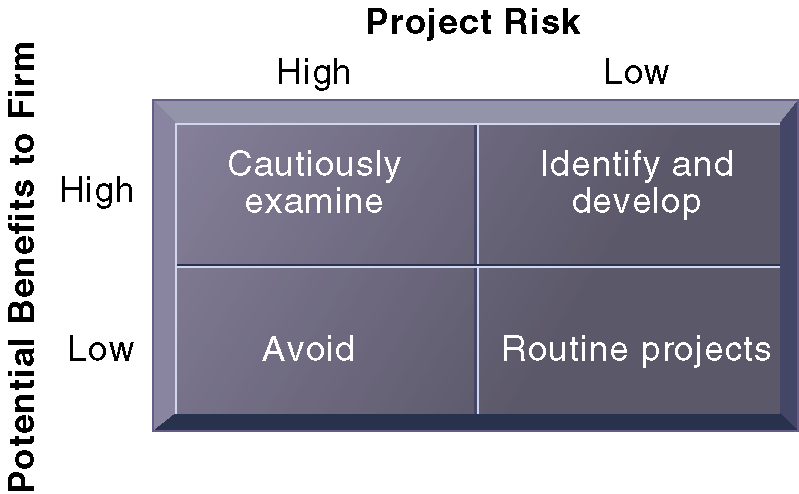 Project Risk
High
Low
Potential Benefits to Firm
High
Cautiously
examine
Identify and
develop
Low
Avoid
Routine projects